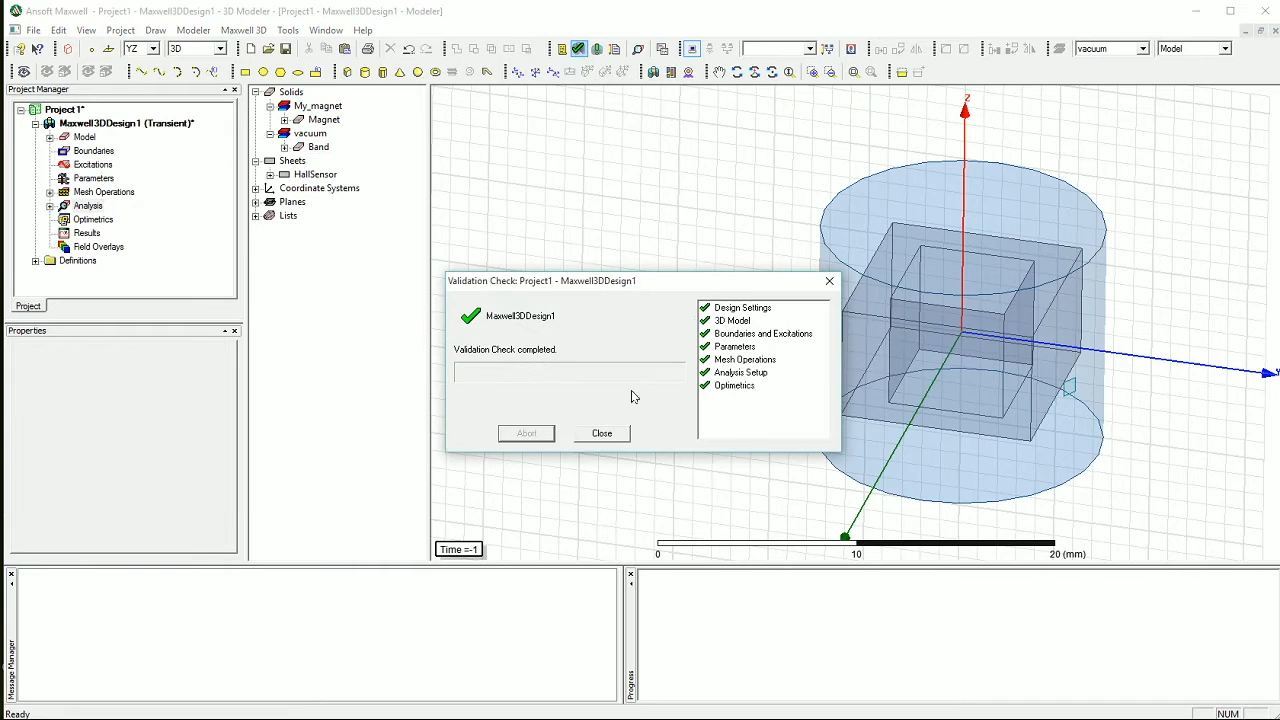 Ansoft Maxwell - Project1 - Maxwell3DDesign1 - 3D Modeler - [Project1 - Maxwell3DDesign1 - Modeler]
File Edit View Project Draw Modeler Maxwell 3D Tools Window Help
YZ 3D vacuum Model
Project Manager
Project1*
Maxwell3DDesign1 (Transient)*
Model
Boundaries
Excitations
Parameters
Mesh Operations
Analysis
Optimetrics
Results
Field Overlays
Definitions
Project
Properties
Solids
My_magnet
Magnet
vacuum
Band
Sheets
HallSensor
Coordinate Systems
Planes
Lists
Z
Validation Check: Project1 - Maxwell3DDesign1
Maxwell3DDesign1
Validation Check completed.
Abort Close
Design Settings
3D Model
Boundaries and Excitations
Parameters
Mesh Operations
Analysis Setup
Optimetrics
Time =-1
0 10 20 (mm)
Message Manager
Progress
Ready NUM